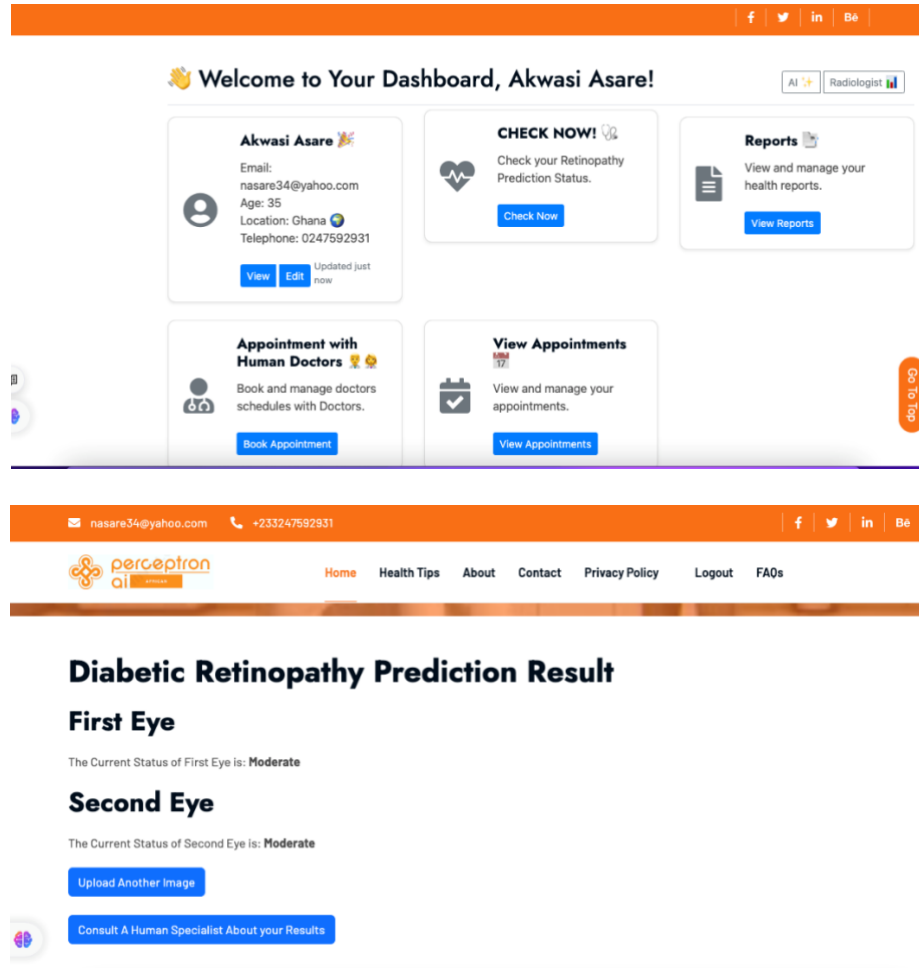 Bē
👋 Welcome to Your Dashboard, Akwasi Asare!
AI ✨
Radiologist 📊
Akwasi Asare 🎉
Email:
nasare34@yahoo.com
Age: 35
Location: Ghana 🌍
Telephone: 0247592931
View
Edit
Updated just
now
CHECK NOW! 🩺
Check your Retinopathy
Prediction Status.
Check Now
Reports 📑
View and manage your
health reports.
View Reports
Appointment with
Human Doctors
Book and manage doctors
schedules with Doctors.
Book Appointment
View Appointments
📅
View and manage your
appointments.
View Appointments
Go To Top
nasare34@yahoo.com +233247592931
Bē
perceptron
ai
Home Health Tips About Contact Privacy Policy Logout FAQs
Diabetic Retinopathy Prediction Result
First Eye
The Current Status of First Eye is: Moderate
Second Eye
The Current Status of Second Eye is: Moderate
Upload Another Image
Consult A Human Specialist About your Results